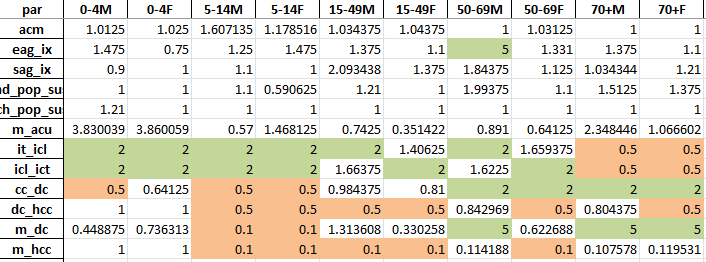 par 0-4M 0-4F 5-14M 5-14F 15-49M 15-49F 50-69M 50-69F 70+M 70+F
acm 1.0125 1.025 1.607135 1.178516 1.034375 1.04375 1 1.03125 1 1
eag_ix 1.475 0.75 1.25 1.475 1.375 1.1 5 1.331 1.375 1.1
sag_ix 0.9 1 1.1 1 2.093438 1.375 1.84375 1.125 1.034344 1.21
nd_pop_sus 1 1 1.1 0.590625 1.21 1 1.99375 1.1 1.5125 1.375
ch_pop_sus 1.21 1 1 1 1 1 1 1 1 1
m_acu 3.830039 3.860059 0.57 1.468125 0.7425 0.351422 0.891 0.64125 2.348446 1.066602
it_icl 2 2 2 2 2 1.40625 2 1.659375 0.5 0.5
icl_ict 2 2 2 2 1.66375 2 1.6225 2 0.5 0.5
cc_dc 0.5 0.64125 0.5 0.5 0.984375 0.81 2 2 2 2
dc_hcc 1 1 0.5 0.5 0.5 0.5 0.842969 0.5 0.804375 0.5
m_dc 0.448875 0.736313 0.1 0.1 1.313608 0.330258 5 0.622688 5 5
m_hcc 1 1 0.1 0.1 0.1 0.1 0.114188 0.1 0.107578 0.119531